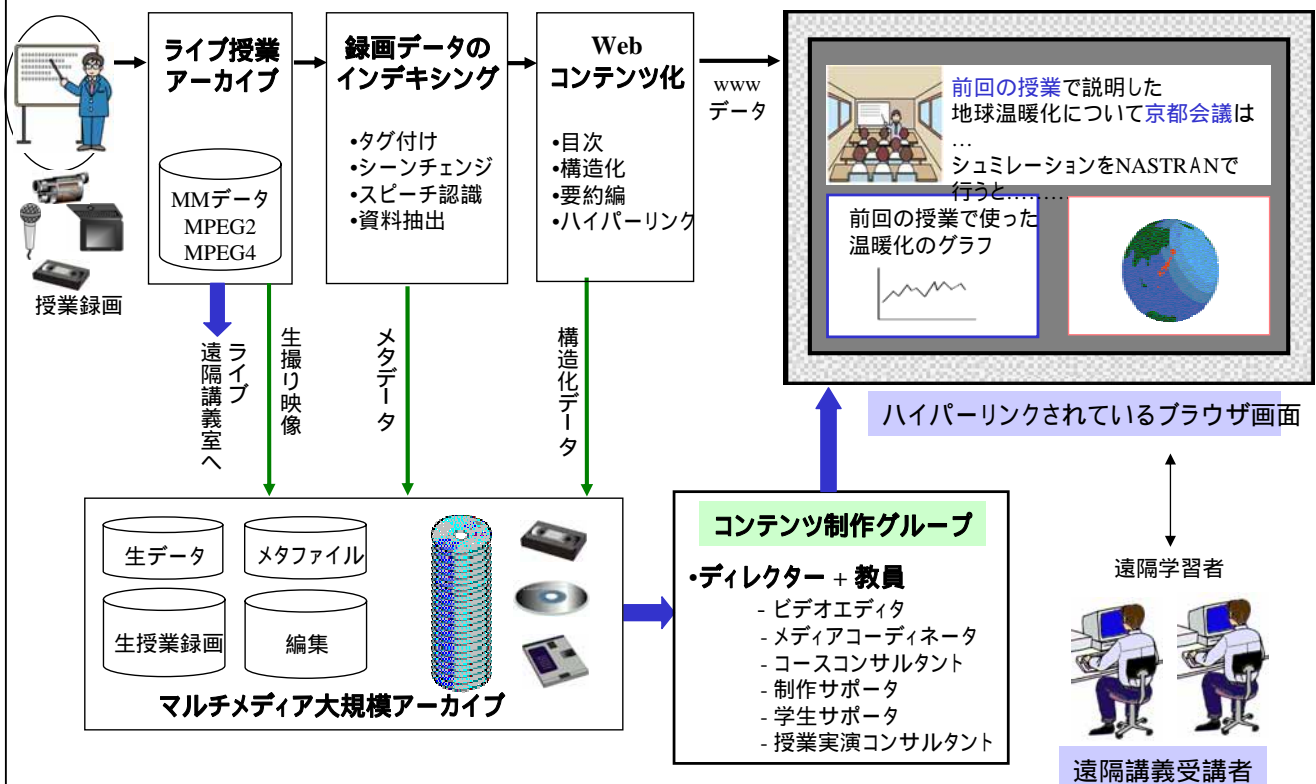 授業録画
ライブ授業
アーカイブ
MMデータ
MPEG2
MPEG4
録画データの
インデキシング
•タグ付け
•シーンチェンジ
•スピーチ認識
•資料抽出
Web
コンテンツ化
•目次
•構造化
•要約編
•ハイパーリンク
www
データ
前回の授業で説明した
地球温暖化について京都会議は
…
シュミレーションをNASTRANで
行うと………
前回の授業で使った
温暖化のグラフ
ハイパーリンクされているブラウザ画面
ライブ
遠隔講義室へ
生撮り映像
メタデータ
構造化データ
生データ
メタファイル
生授業録画
編集
マルチメディア大規模アーカイブ
コンテンツ制作グループ
•ディレクター + 教員
- ビデオエディタ
- メディアコーディネータ
- コースコンサルタント
- 制作サポータ
- 学生サポータ
- 授業実演コンサルタント
遠隔学習者
遠隔講義受講者